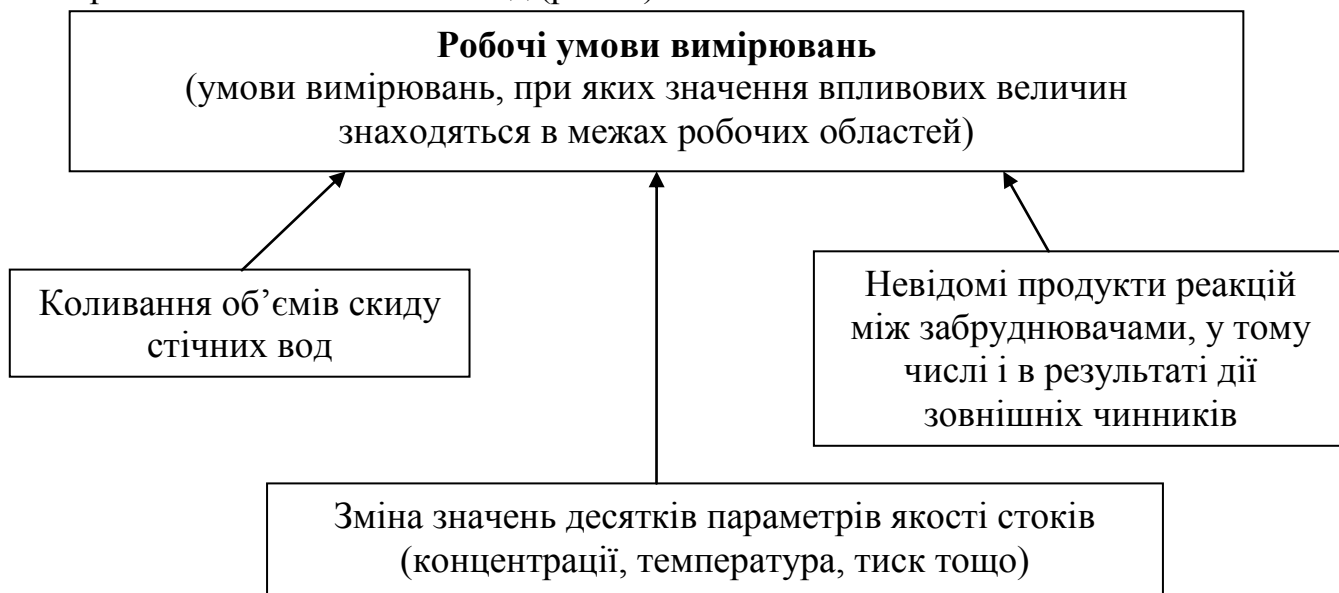 Робочі умови вимірювань
(умови вимірювань, при яких значення впливових величин
знаходяться в межах робочих областей)
Коливання об’ємів скиду
стічних вод
Невідомі продукти реакцій
між забруднювачами, у тому
числі і в результаті дії
зовнішніх чинників
Зміна значень десятків параметрів якості стоків
(концентрації, температура, тиск тощо)